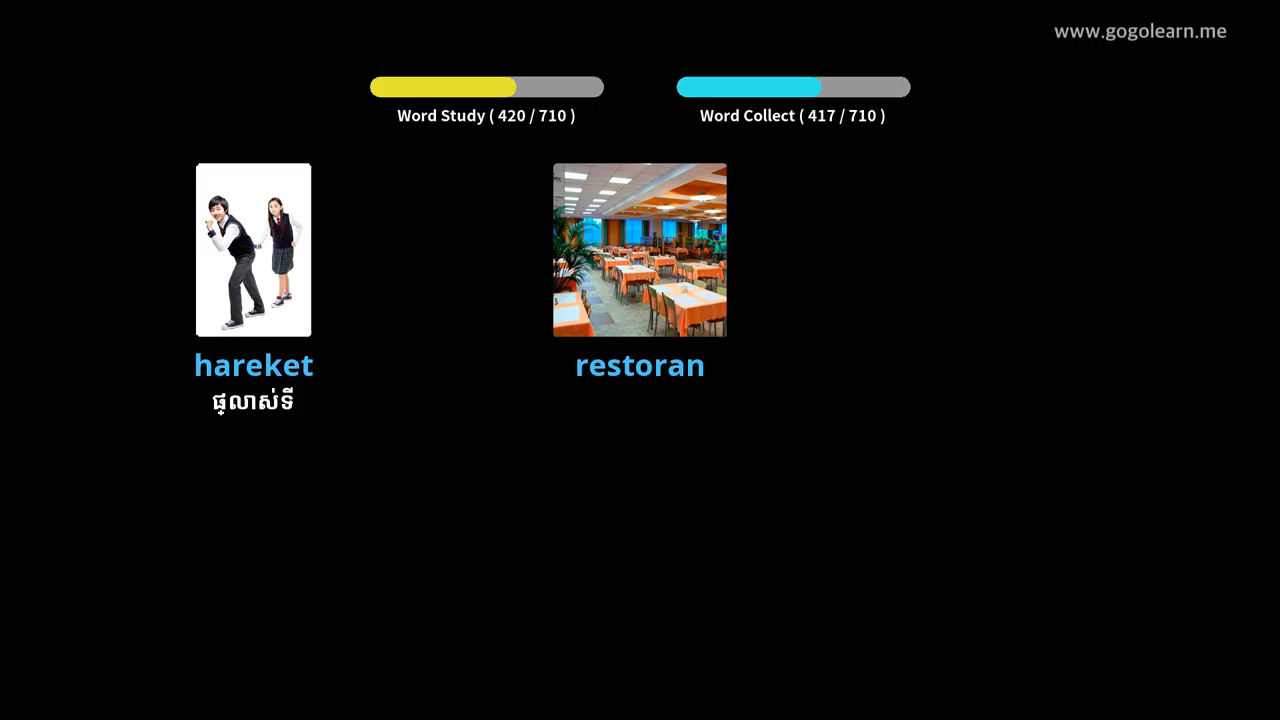 www.gogolearn.me
Word Study ( 420 / 710 )
Word Collect ( 417 / 710 )
hareket
ផ្លាស់ទី
restoran